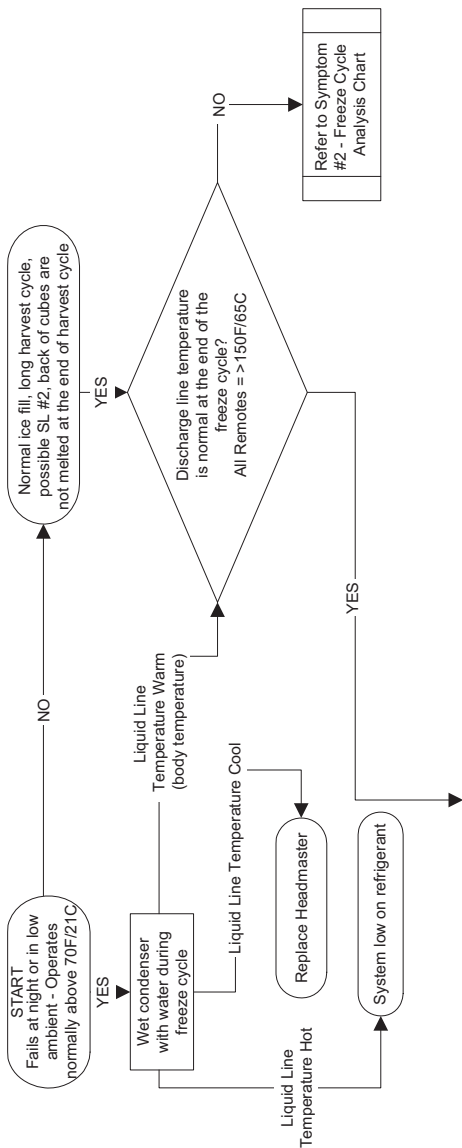 START
Fails at night or in low
ambient - Operates
normally above 70F/21C
NO
Normal ice fill, long harvest cycle,
possible SL #2, back of cubes are
not melted at the end of harvest cycle
YES
YES
Wet condenser
with water during
freeze cycle
Liquid Line
Temperature Warm
(body temperature)
Discharge line temperature
is normal at the end of the
freeze cycle?
All Remotes = >150F/65C
NO
Refer to Symptom
#2 - Freeze Cycle
Analysis Chart
Liquid Line Temperature Cool
Replace Headmaster
Liquid Line
Temperature Hot
System low on refrigerant
YES